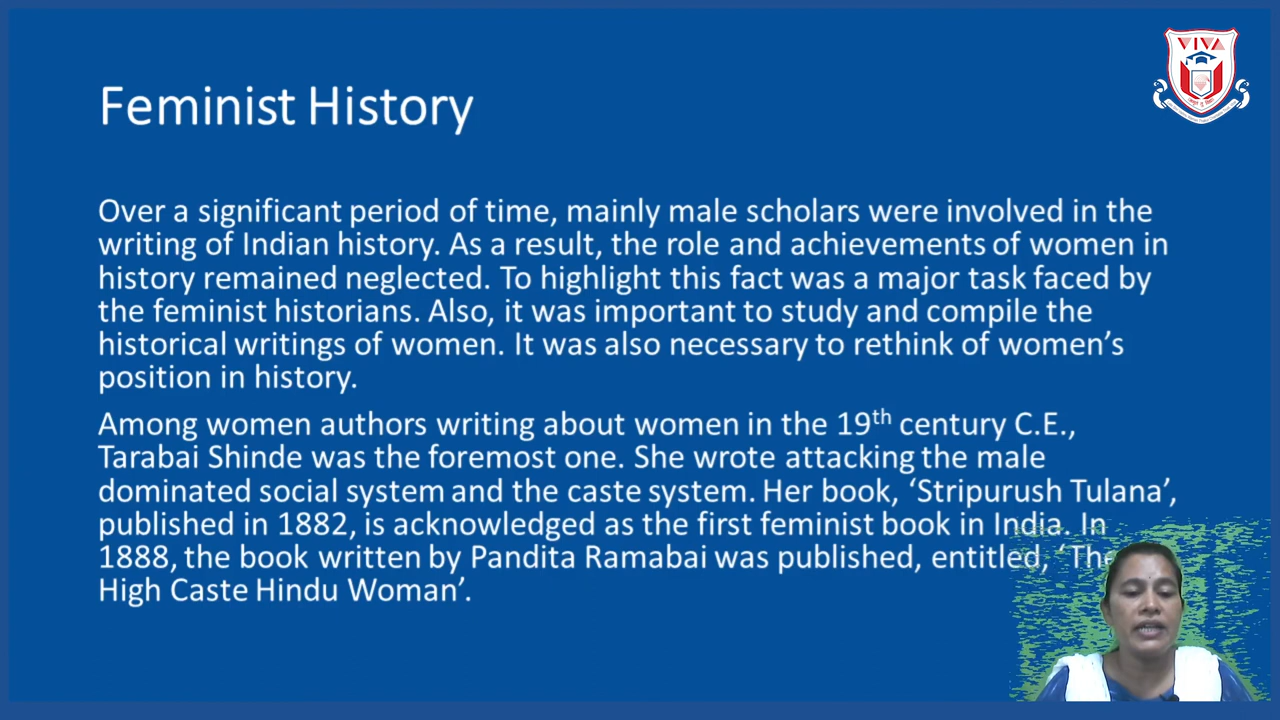 VIVA
Feminist History
Over a significant period of time, mainly male scholars were involved in the
writing of Indian history. As a result, the role and achievements of women in
history remained neglected. To highlight this fact was a major task faced by
the feminist historians. Also, it was important to study and compile the
historical writings of women. It was also necessary to rethink of women’s
position in history.
Among women authors writing about women in the 19th century C.E.,
Tarabai Shinde was the foremost one. She wrote attacking the male
dominated social system and the caste system. Her book, ‘Stripurush Tulana’,
published in 1882, is acknowledged as the first feminist book in India. In
1888, the book written by Pandita Ramabai was published, entitled, ‘The
High Caste Hindu Woman’.